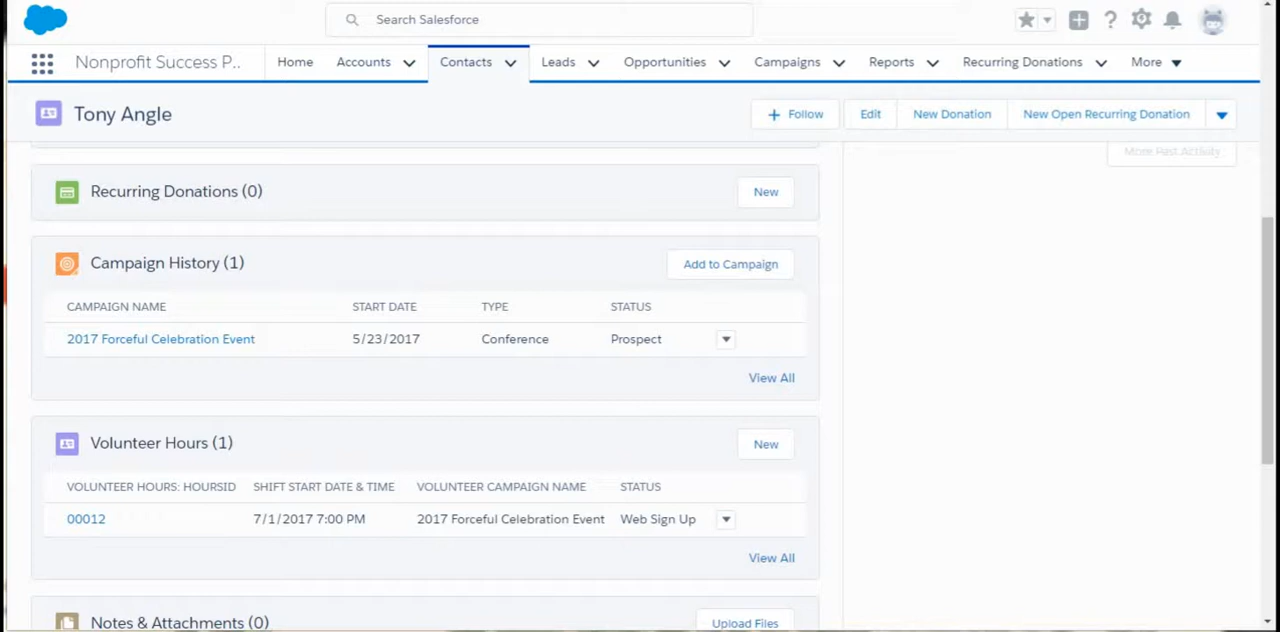 Search Salesforce
Nonprofit Success P.. Home Accounts Contacts Leads Opportunities Campaigns Reports Recurring Donations More
Tony Angle + Follow Edit New Donation New Open Recurring Donation
More Past Activity
Recurring Donations (0) New
Campaign History (1) Add to Campaign
CAMPAIGN NAME START DATE TYPE STATUS
2017 Forceful Celebration Event 5/23/2017 Conference Prospect
View All
Volunteer Hours (1) New
VOLUNTEER HOURS: HOURSID SHIFT START DATE & TIME VOLUNTEER CAMPAIGN NAME STATUS
00012 7/1/2017 7:00 PM 2017 Forceful Celebration Event Web Sign Up
View All
Notes & Attachments (0) Upload Files